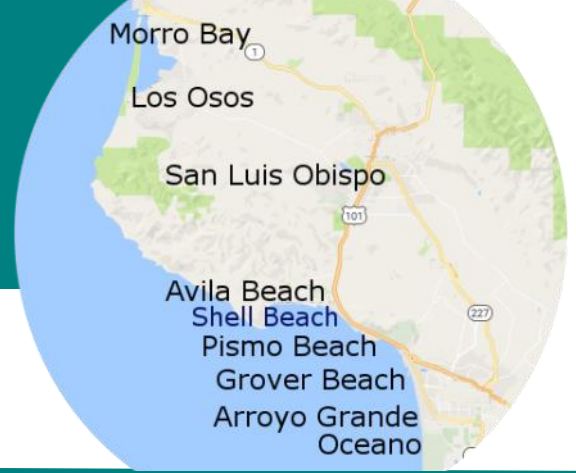 Morro Bay
1
Los Osos
San Luis Obispo
101
Avila Beach
Shell Beach
227
Pismo Beach
Grover Beach
Arroyo Grande
Oceano